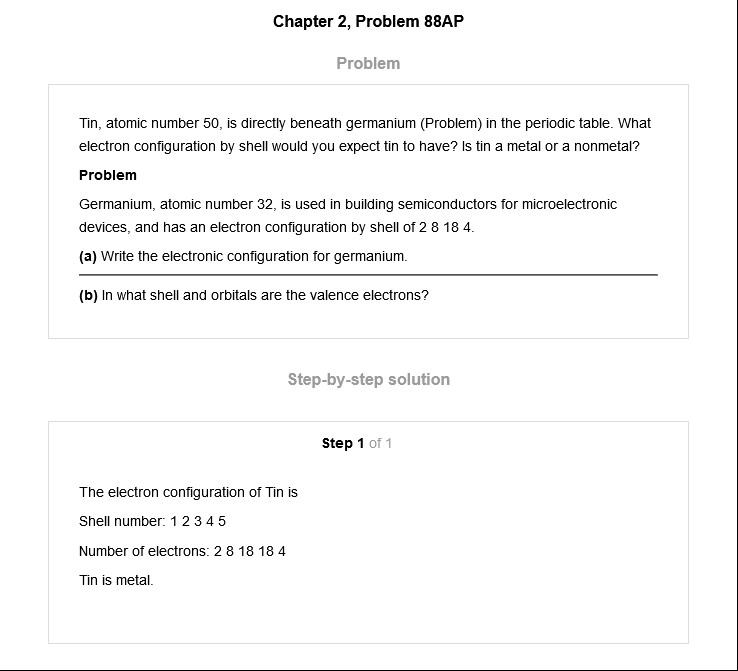 Chapter 2, Problem 88AP
Problem
Tin, atomic number 50, is directly beneath germanium (Problem) in the periodic table. What
electron configuration by shell would you expect tin to have? Is tin a metal or a nonmetal?
Problem
Germanium, atomic number 32, is used in building semiconductors for microelectronic
devices, and has an electron configuration by shell of 2 8 18 4.
(a) Write the electronic configuration for germanium.
(b) In what shell and orbitals are the valence electrons?
Step-by-step solution
Step 1 of 1
The electron configuration of Tin is
Shell number: 1 2 3 4 5
Number of electrons: 2 8 18 18 4
Tin is metal.